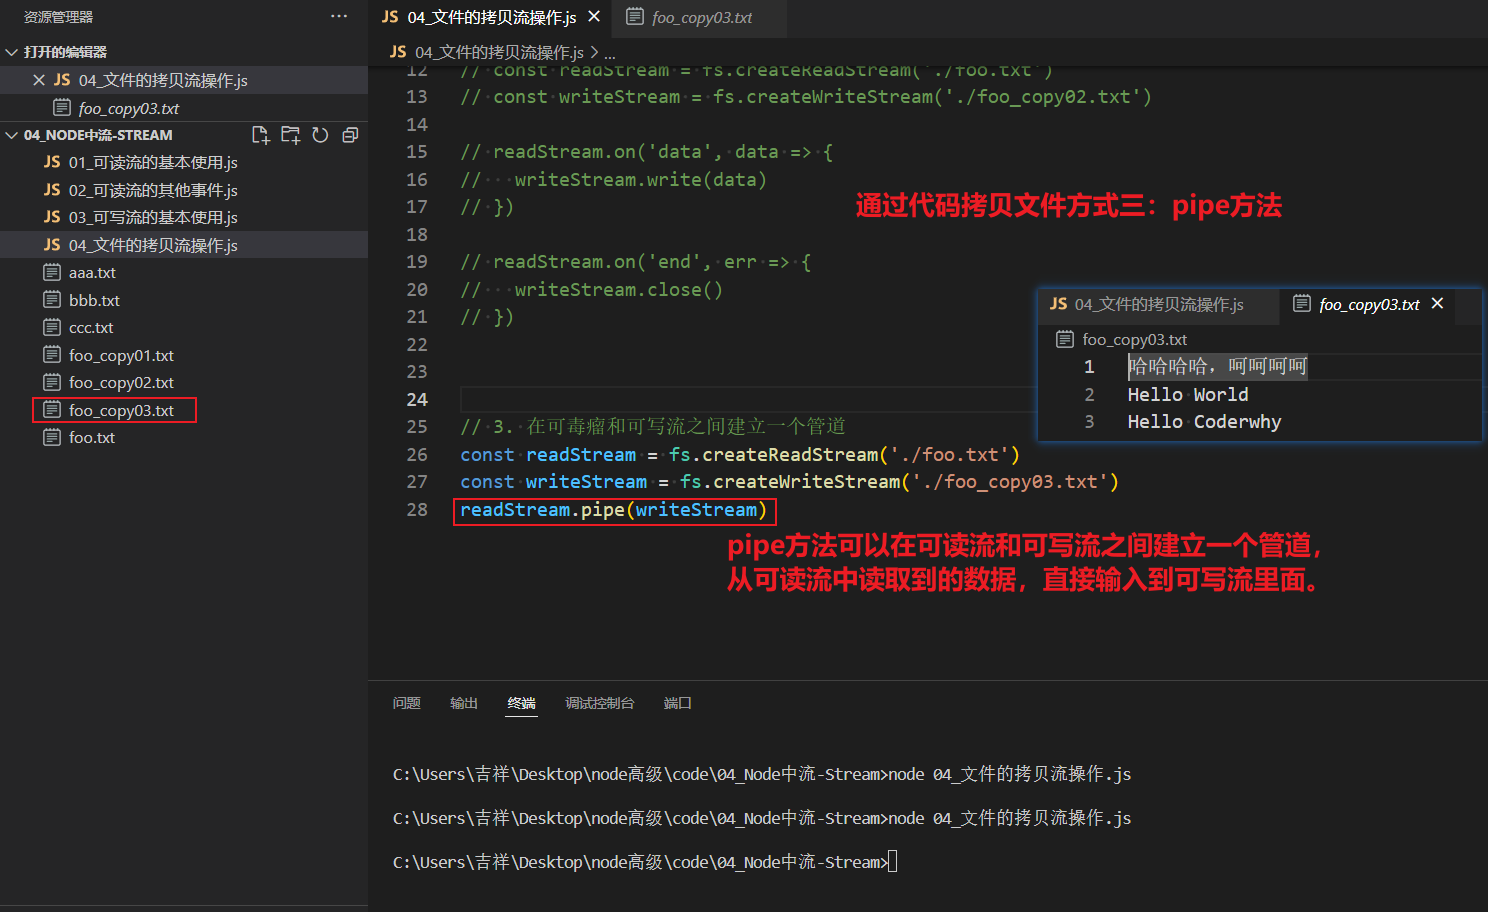 资源管理器
打开的编辑器
JS 04_文件的拷贝流操作.js
foo_copy03.txt
04_NODE中流-STREAM
JS 01_可读流的基本使用.js
JS 02_可读流的其他事件.js
JS 03_可写流的基本使用.js
JS 04_文件的拷贝流操作.js
aaa.txt
bbb.txt
ccc.txt
foo_copy01.txt
foo_copy02.txt
foo_copy03.txt
foo.txt
JS 04_文件的拷贝流操作.js
foo_copy03.txt
JS 04_文件的拷贝流操作.js > ...
12 // const readStream = fs.createReadStream('./foo.txt')
13 // const writeStream = fs.createWriteStream('./foo_copy02.txt')
14
15 // readStream.on('data', data => {
16 //   writeStream.write(data)
17 // })
18
19 // readStream.on('end', err => {
20 //   writeStream.close()
21 // })
22
23
24
25 // 3. 在可毒瘤和可写流之间建立一个管道
26 const readStream = fs.createReadStream('./foo.txt')
27 const writeStream = fs.createWriteStream('./foo_copy03.txt')
28 readStream.pipe(writeStream)
通过代码拷贝文件方式三：pipe方法
JS 04_文件的拷贝流操作.js
foo_copy03.txt
foo_copy03.txt
1 哈哈哈哈，呵呵呵呵
2 Hello World
3 Hello Coderwhy
pipe方法可以在可读流和可写流之间建立一个管道，
从可读流中读取到的数据，直接输入到可写流里面。
问题 输出 终端 调试控制台 端口
C:\Users\吉祥\Desktop\node高级\code\04_Node中流-Stream>node 04_文件的拷贝流操作.js
C:\Users\吉祥\Desktop\node高级\code\04_Node中流-Stream>node 04_文件的拷贝流操作.js
C:\Users\吉祥\Desktop\node高级\code\04_Node中流-Stream>